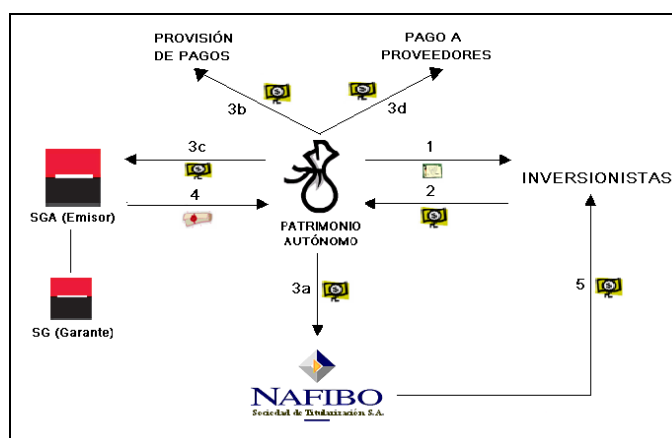 PROVISIÓN
DE PAGOS
PAGO A
PROVEEDORES
3b
3d
3c
1
4
2
INVERSIONISTAS
SGA (Emisor)
PATRIMONIO
AUTÓNOMO
3a
5
SG (Garante)
NAFIBO
Sociedad de Titularización S.A.